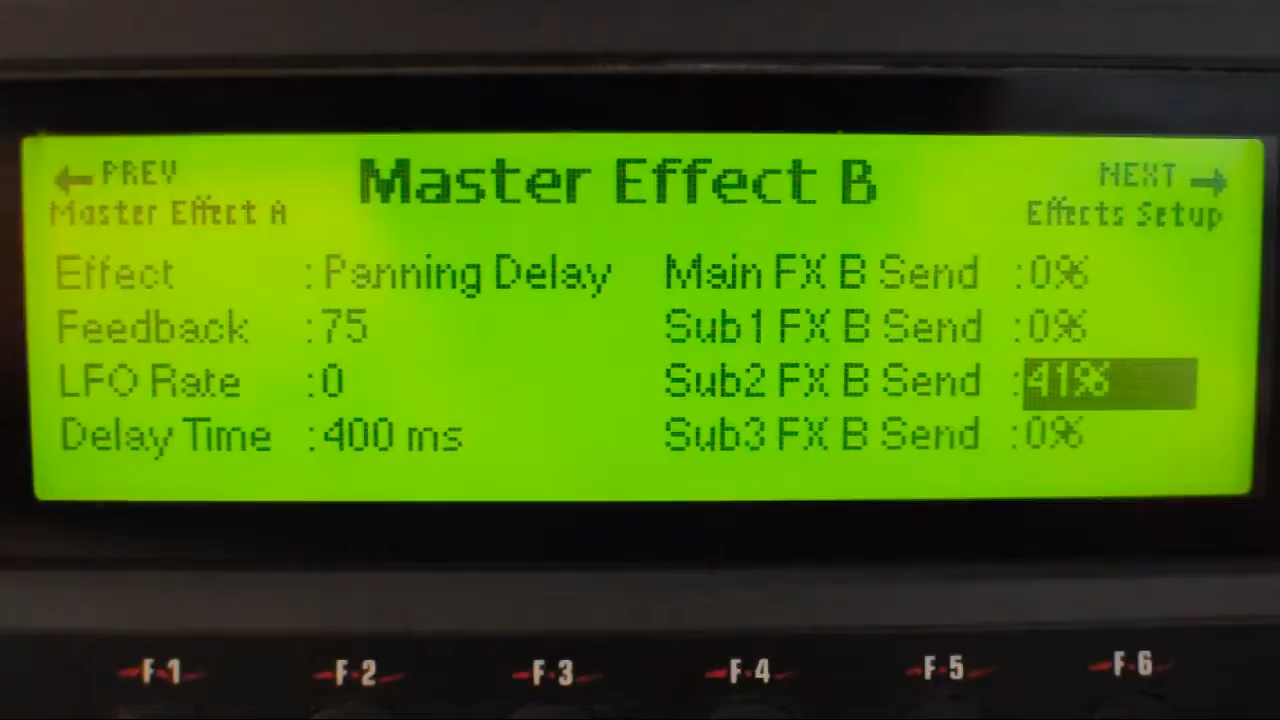 ← PREV
Master Effect A
Master Effect B
NEXT →
Effects Setup
Effect : Panning Delay
Feedback : 75
LFO Rate : 0
Delay Time : 400 ms
Main FX B Send : 0%
Sub1 FX B Send : 0%
Sub2 FX B Send : 41%
Sub3 FX B Send : 0%
F·1 F·2 F·3 F·4 F·5 F·6